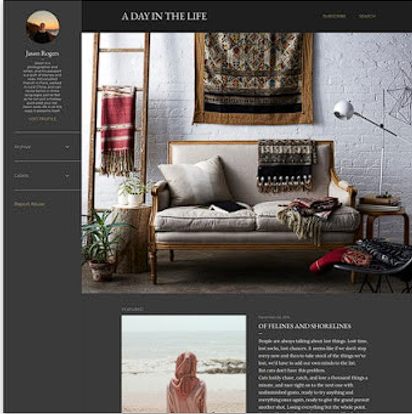 A DAY IN THE LIFE
SUBSCRIBE
SEARCH
Jason Rogers
VISIT PROFILE
Archive
Labels
Report Abuse
FEATURED
OF FELINES AND SHORELINES
People are always talking about lost things. Lost time,
lost socks, lost chances. It seems like if we don't stop
every now and then to take stock of the things we've
lost, we'll have to add our own minds to the list.
But cats don't have this problem.
Cats boldly chase, catch, and lose a thousand things a
minute, and race right on to the next one with
undiminished gusto, ready to try anything and
everything once again, ready to give the grand pursuit
another shot. Losing everything but the whole point.